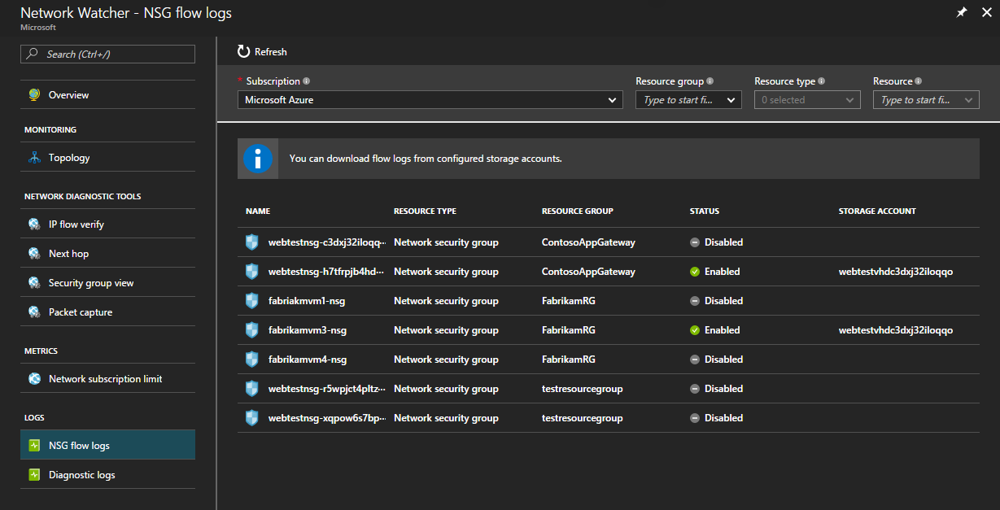 Network Watcher - NSG flow logs
Microsoft
Search (Ctrl+/)
Overview
MONITORING
Topology
NETWORK DIAGNOSTIC TOOLS
IP flow verify
Next hop
Security group view
Packet capture
METRICS
Network subscription limit
LOGS
NSG flow logs
Diagnostic logs
Refresh
* Subscription Resource group Resource type Resource
Microsoft Azure Type to start fi... 0 selected Type to start fi...
You can download flow logs from configured storage accounts.
NAME RESOURCE TYPE RESOURCE GROUP STATUS STORAGE ACCOUNT
webtestnsg-c3dxj32iloqq... Network security group ContosoAppGateway Disabled
webtestnsg-h7tfrpjb4hd... Network security group ContosoAppGateway Enabled webtestvhdc3dxj32iloqqo
fabriakmvm1-nsg Network security group FabrikamRG Disabled
fabrikamvm3-nsg Network security group FabrikamRG Enabled webtestvhdc3dxj32iloqqo
fabrikamvm4-nsg Network security group FabrikamRG Disabled
webtestnsg-r5wpjct4pltz... Network security group testresourcegroup Disabled
webtestnsg-xqpow6s7bp... Network security group testresourcegroup Disabled